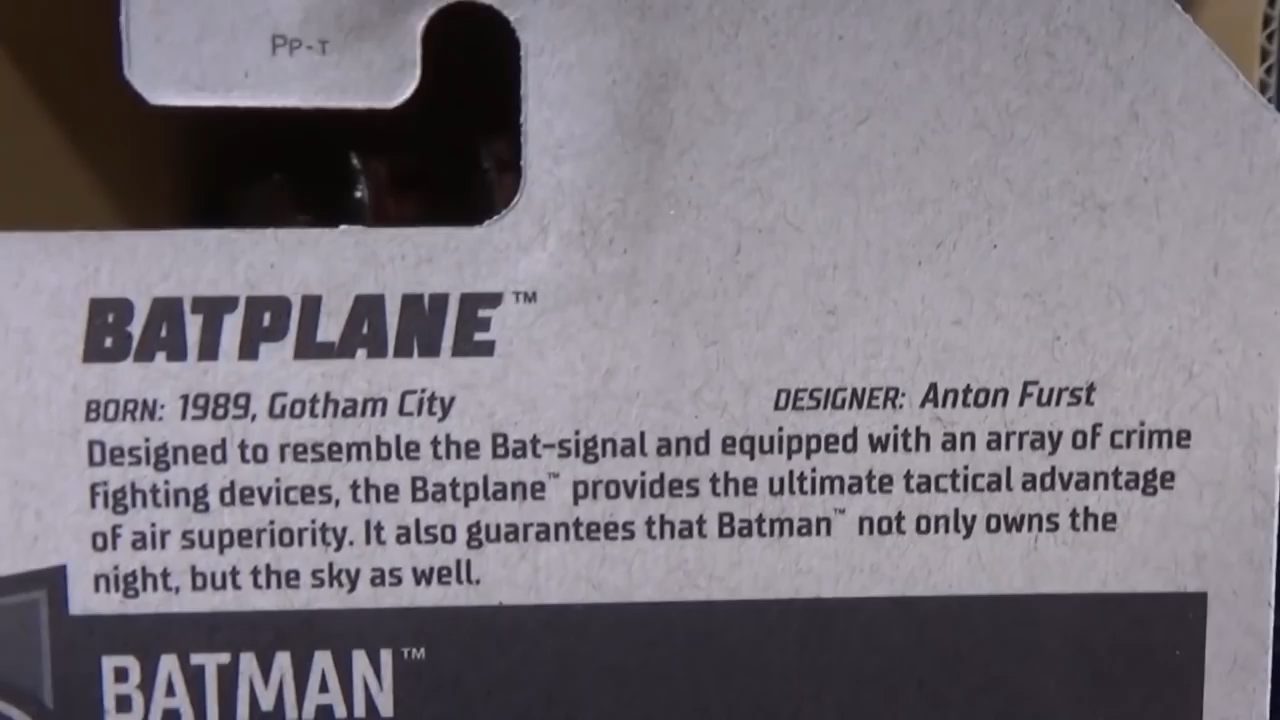 PP-T
BATPLANE™
BORN: 1989, Gotham City DESIGNER: Anton Furst
Designed to resemble the Bat-signal and equipped with an array of crime
fighting devices, the Batplane™ provides the ultimate tactical advantage
of air superiority. It also guarantees that Batman™ not only owns the
night, but the sky as well.
BATMAN™